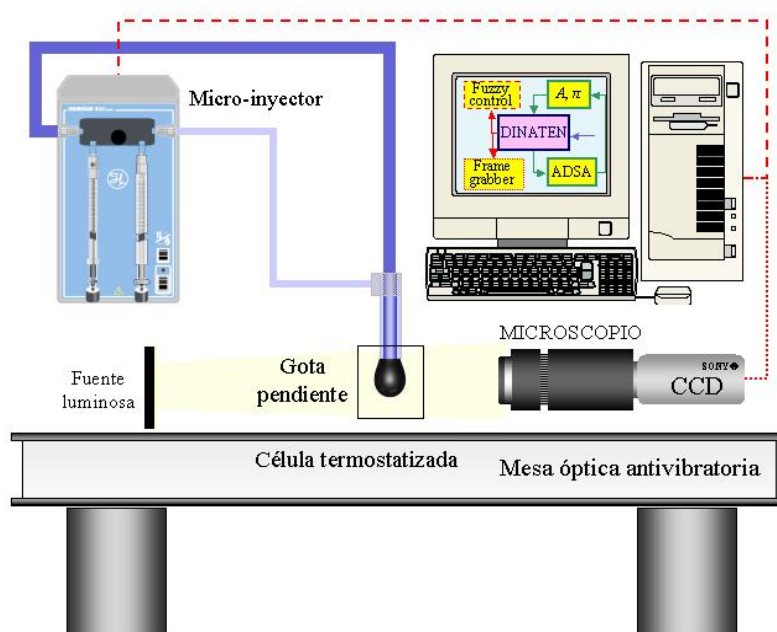 Micro-inyector
Fuzzy
control
A, π
DINATEN
Frame
grabber
ADSA
MICROSCOPIO
SONY
CCD
Gota
pendiente
Fuente
luminosa
Célula termostatizada
Mesa óptica antivibratoria